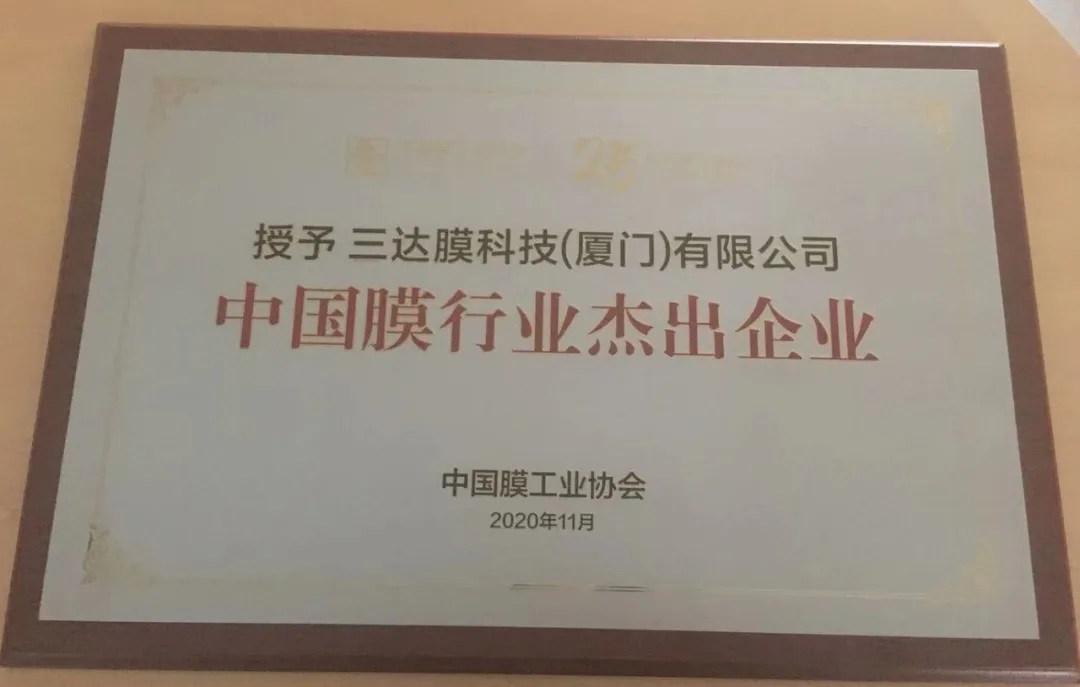 25
授予 三达膜科技(厦门)有限公司
中国膜行业杰出企业
中国膜工业协会
2020年11月